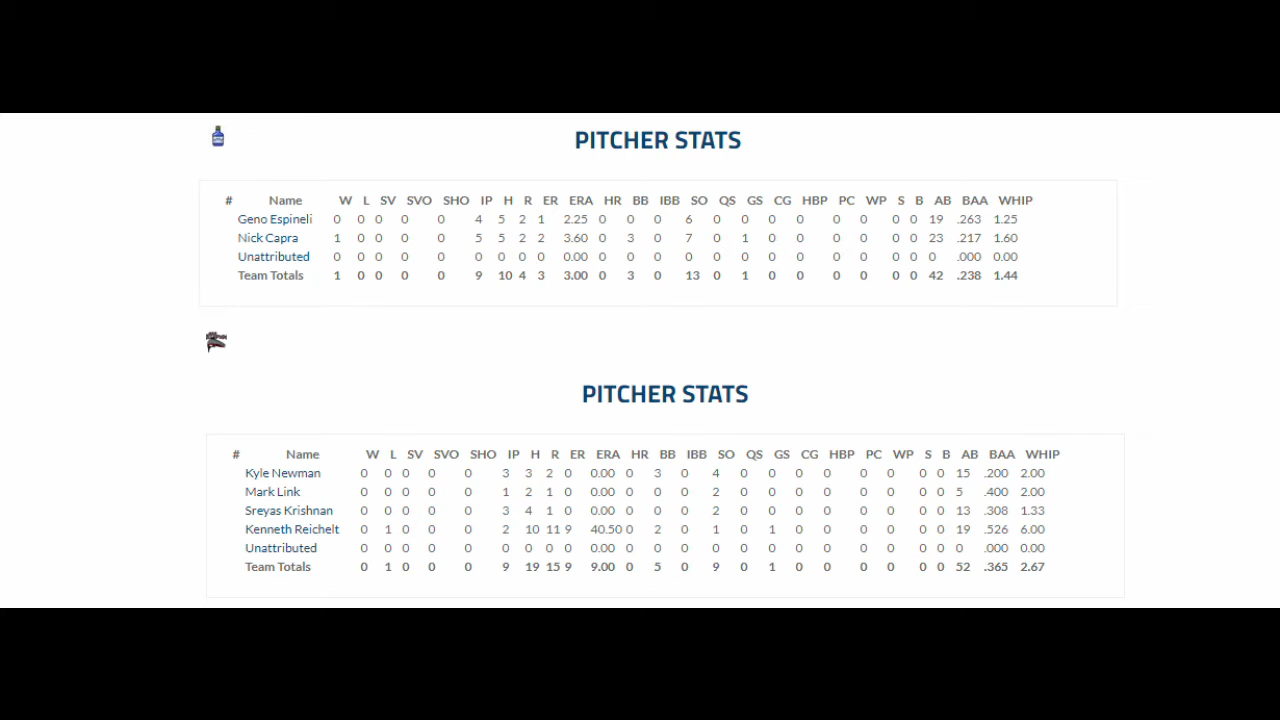 PITCHER STATS
# Name W L SV SVO SHO IP H R ER ERA HR BB IBB SO QS GS CG HBP PC WP S B AB BAA WHIP
Geno Espineli 0 0 0 0 0 4 5 2 1 2.25 0 0 0 6 0 0 0 0 0 0 0 0 19 .263 1.25
Nick Capra 1 0 0 0 0 5 5 2 2 3.60 0 3 0 7 0 1 0 0 0 0 0 0 23 .217 1.60
Unattributed 0 0 0 0 0 0 0 0 0 0.00 0 0 0 0 0 0 0 0 0 0 0 0 0 .000 0.00
Team Totals 1 0 0 0 0 9 10 4 3 3.00 0 3 0 13 0 1 0 0 0 0 0 0 42 .238 1.44
PITCHER STATS
# Name W L SV SVO SHO IP H R ER ERA HR BB IBB SO QS GS CG HBP PC WP S B AB BAA WHIP
Kyle Newman 0 0 0 0 0 3 3 2 0 0.00 0 3 0 4 0 0 0 0 0 0 0 0 15 .200 2.00
Mark Link 0 0 0 0 0 1 2 1 0 0.00 0 0 0 2 0 0 0 0 0 0 0 0 5 .400 2.00
Sreyas Krishnan 0 0 0 0 0 3 4 1 0 0.00 0 0 0 2 0 0 0 0 0 0 0 0 13 .308 1.33
Kenneth Reichelt 0 1 0 0 0 2 10 11 9 40.50 0 2 0 1 0 1 0 0 0 0 0 0 19 .526 6.00
Unattributed 0 0 0 0 0 0 0 0 0 0.00 0 0 0 0 0 0 0 0 0 0 0 0 0 .000 0.00
Team Totals 0 1 0 0 0 9 19 15 9 9.00 0 5 0 9 0 1 0 0 0 0 0 0 52 .365 2.67